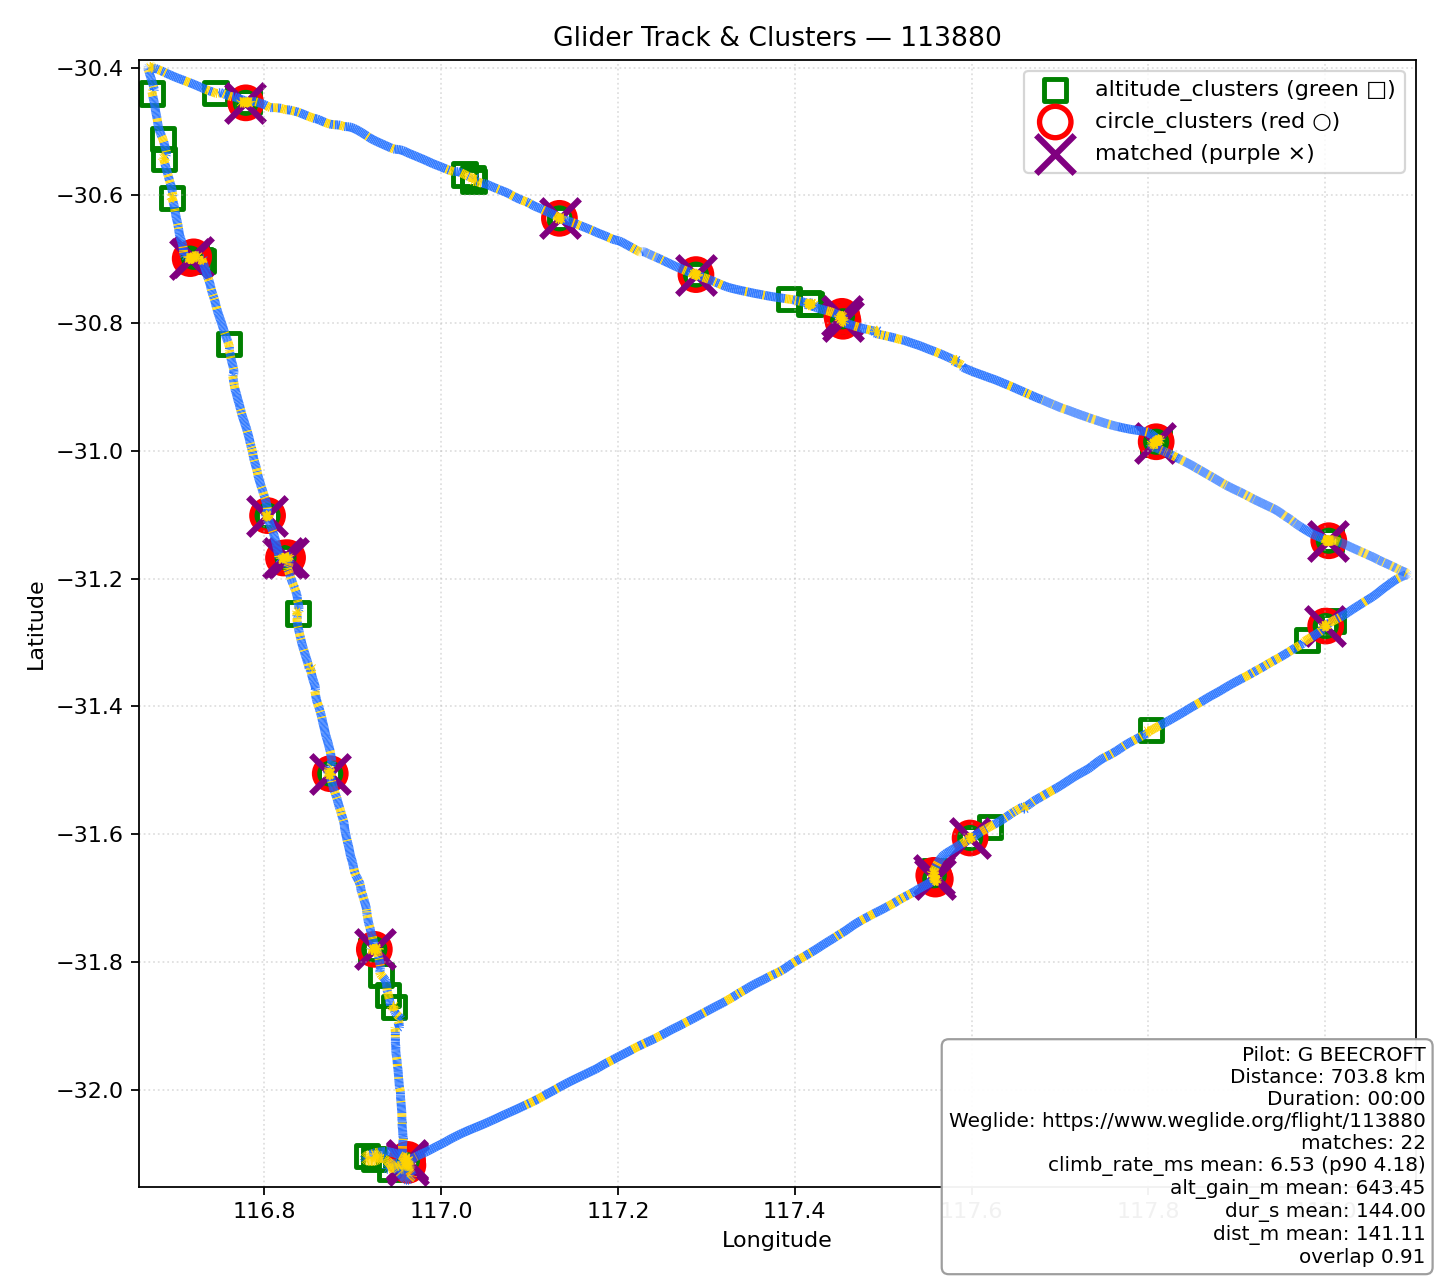 Glider Track & Clusters — 113880
altitude_clusters (green □)
circle_clusters (red ○)
matched (purple ×)
−30.4
−30.6
−30.8
−31.0
−31.2
−31.4
−31.6
−31.8
−32.0
Latitude
116.8
117.0
117.2
117.4
117.6
117.8
Longitude
Pilot: G BEECROFT
Distance: 703.8 km
Duration: 00:00
Weglide: https://www.weglide.org/flight/113880
matches: 22
climb_rate_ms mean: 6.53 (p90 4.18)
alt_gain_m mean: 643.45
dur_s mean: 144.00
dist_m mean: 141.11
overlap 0.91